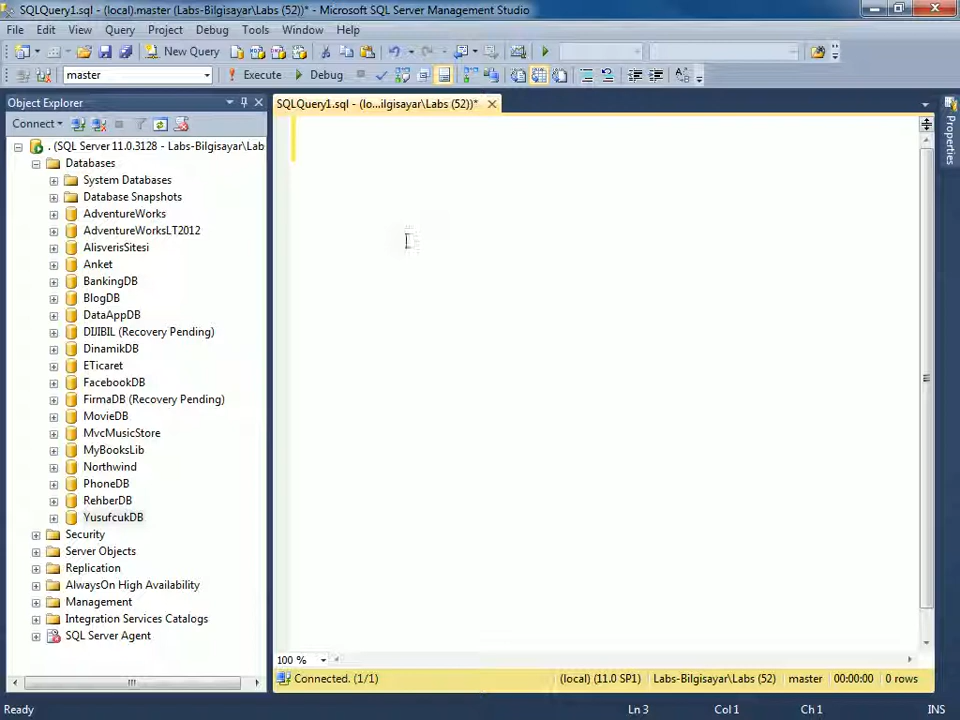 SQLQuery1.sql - (local).master (Labs-Bilgisayar\Labs (52))* - Microsoft SQL Server Management Studio
File Edit View Query Project Debug Tools Window Help
New Query
master Execute Debug
Object Explorer
SQLQuery1.sql - (lo...ilgisayar\Labs (52))*
Properties
Connect
. (SQL Server 11.0.3128 - Labs-Bilgisayar\Lab
Databases
System Databases
Database Snapshots
AdventureWorks
AdventureWorksLT2012
AlisverisSitesi
Anket
BankingDB
BlogDB
DataAppDB
DIJIBIL (Recovery Pending)
DinamikDB
ETicaret
FacebookDB
FirmaDB (Recovery Pending)
MovieDB
MvcMusicStore
MyBooksLib
Northwind
PhoneDB
RehberDB
YusufcukDB
Security
Server Objects
Replication
AlwaysOn High Availability
Management
Integration Services Catalogs
SQL Server Agent
100 %
Connected. (1/1) (local) (11.0 SP1) Labs-Bilgisayar\Labs (52) master 00:00:00 0 rows
Ready Ln 3 Col 1 Ch 1 INS